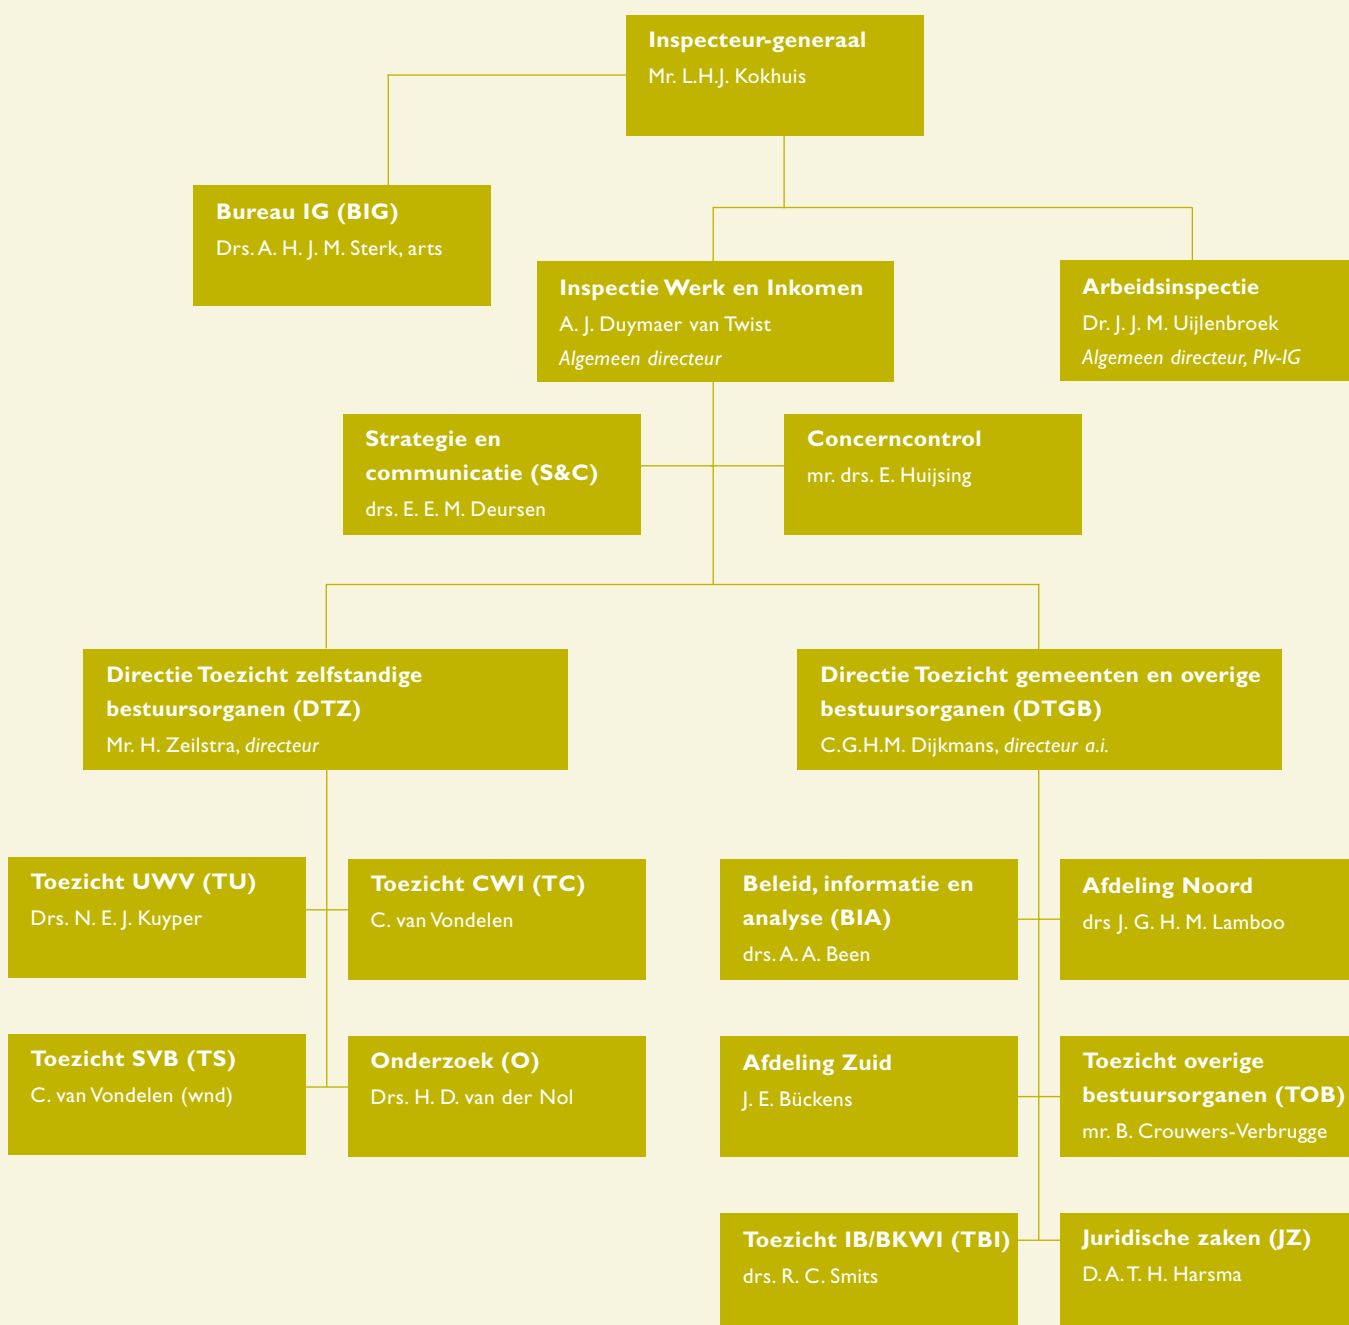 Inspecteur-generaal
Mr. L.H.J. Kokhuis
Bureau IG (BIG)
Drs. A. H. J. M. Sterk, arts
Inspectie Werk en Inkomen
A. J. Duymaer van Twist
Algemeen directeur
Arbeidsinspectie
Dr. J. J. M. Uijlenbroek
Algemeen directeur, Plv-IG
Strategie en
communicatie (S&C)
drs. E. E. M. Deursen
Concerncontrol
mr. drs. E. Huijsing
Directie Toezicht zelfstandige
bestuursorganen (DTZ)
Mr. H. Zeilstra, directeur
Directie Toezicht gemeenten en overige
bestuursorganen (DTGB)
C.G.H.M. Dijkmans, directeur a.i.
Toezicht UWV (TU)
Drs. N. E. J. Kuyper
Toezicht CWI (TC)
C. van Vondelen
Beleid, informatie en
analyse (BIA)
drs. A. A. Been
Afdeling Noord
drs J. G. H. M. Lamboo
Toezicht SVB (TS)
C. van Vondelen (wnd)
Onderzoek (O)
Drs. H. D. van der Nol
Afdeling Zuid
J. E. Bückens
Toezicht overige
bestuursorganen (TOB)
mr. B. Crouwers-Verbrugge
Toezicht IB/BKWI (TBI)
drs. R. C. Smits
Juridische zaken (JZ)
D. A. T. H. Harsma